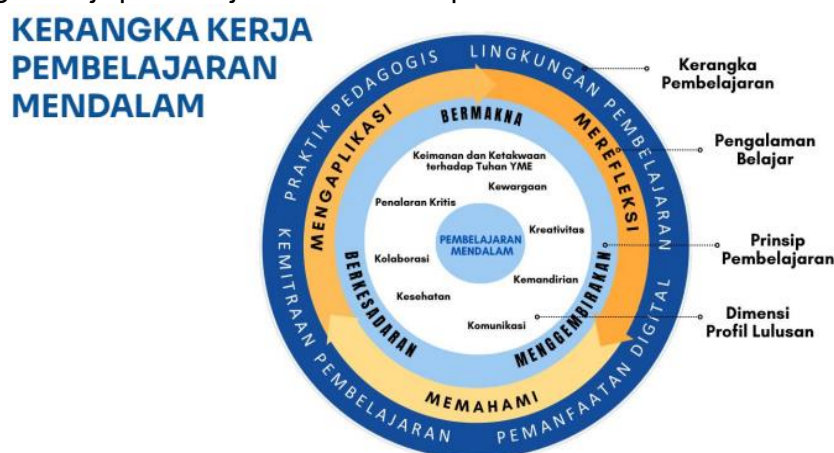 KERANGKA KERJA
PEMBELAJARAN
MENDALAM
PRAKTIK PEDAGOGIS
LINGKUNGAN PEMBELAJARAN
KEMITRAAN PEMBELAJARAN
PEMANFAATAN DIGITAL
MENGAPLIKASI
MEREFLEKSI
MEMAHAMI
BERMAKNA
BERKESADARAN
MENGGEMBIRAKAN
Keimanan dan Ketakwaan
terhadap Tuhan YME
Kewargaan
Penalaran Kritis
Kreativitas
Kolaborasi
Kemandirian
Kesehatan
Komunikasi
PEMBELAJARAN
MENDALAM
Kerangka
Pembelajaran
Pengalaman
Belajar
Prinsip
Pembelajaran
Dimensi
Profil Lulusan